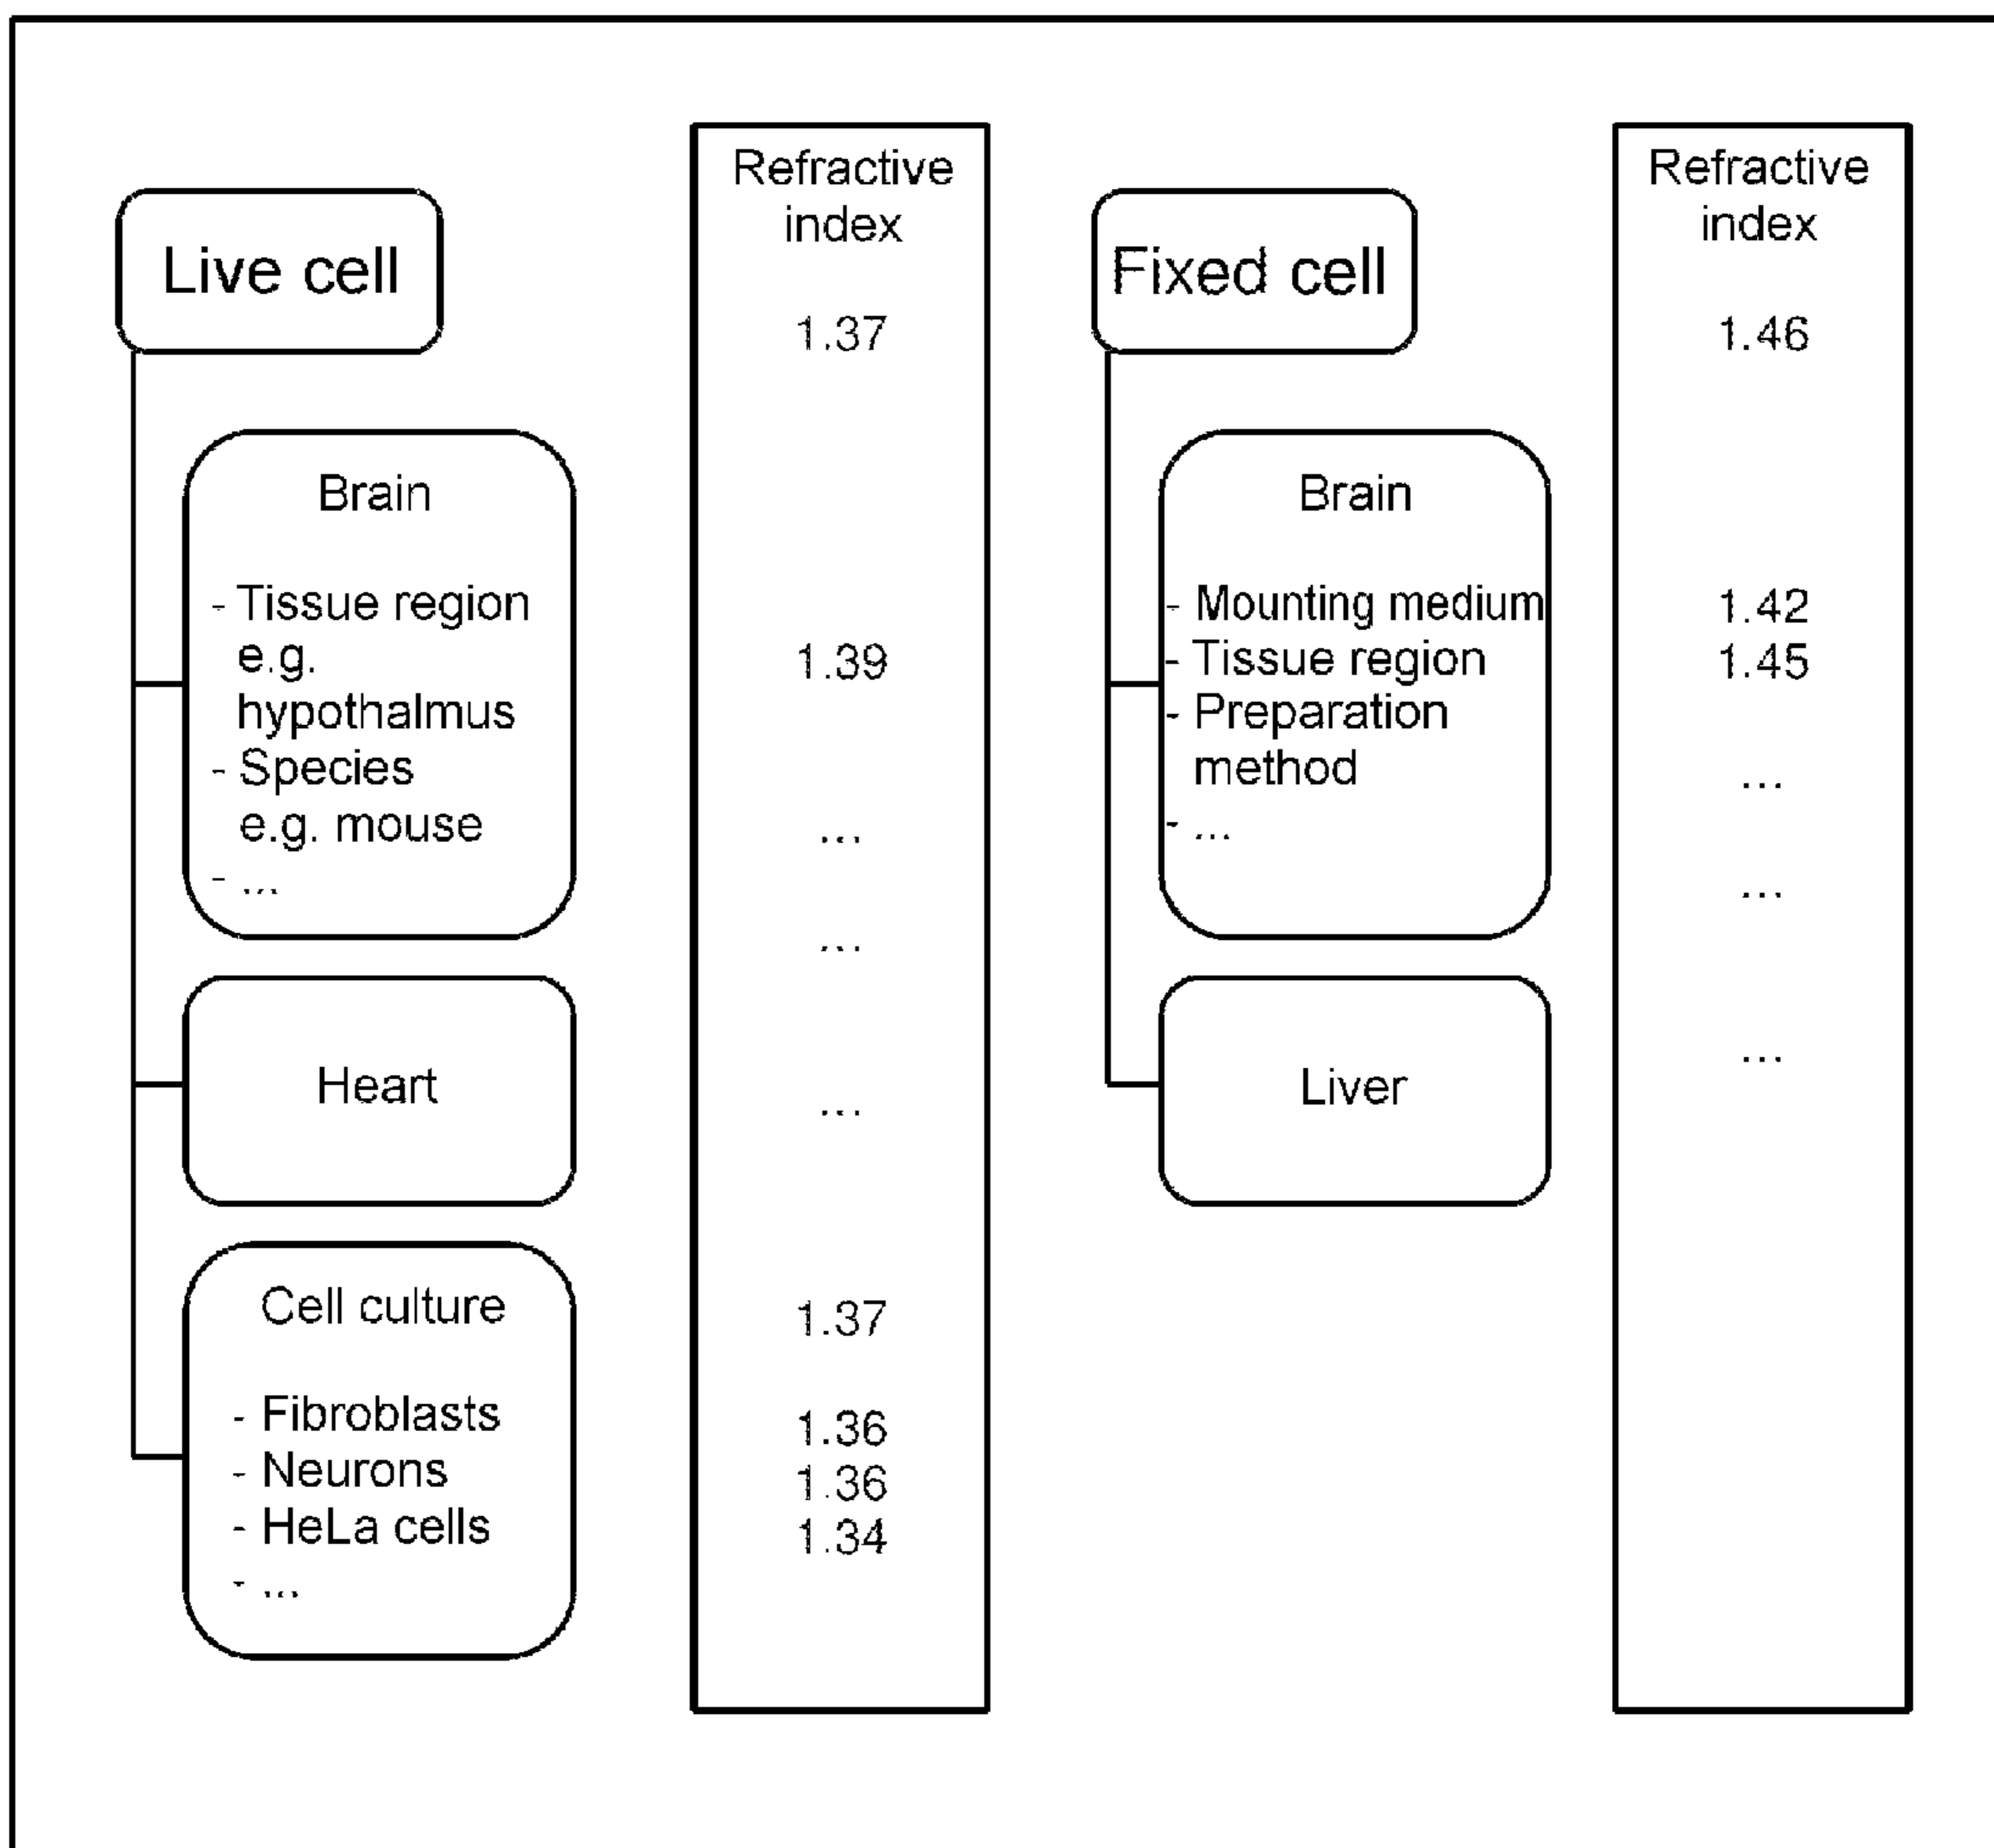 Live cell
Brain
- Tissue region
e.g.
hypothalmus
- Species
e.g. mouse
- ...
Heart
Cell culture
- Fibroblasts
- Neurons
- HeLa cells
- ...
Refractive
index
1.37
1.39
...
...
...
1.37
1.36
1.36
1.34
Fixed cell
Brain
- Mounting medium
- Tissue region
- Preparation
method
- ...
Liver
Refractive
index
1.46
1.42
1.45
...
...
...